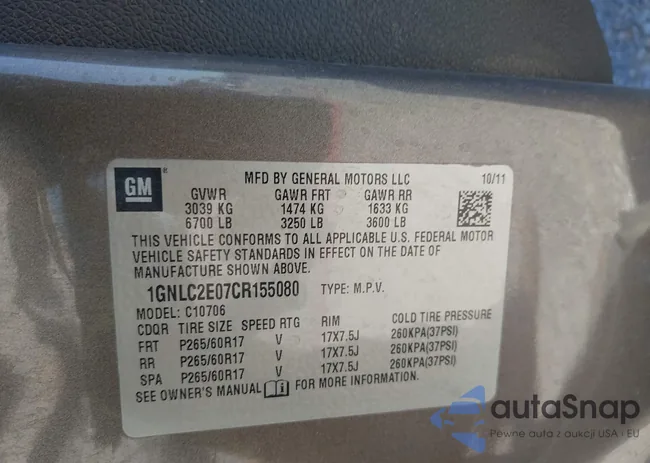 GM
MFD BY GENERAL MOTORS LLC
10/11
GVWR GAWR FRT GAWR RR
3039 KG 1474 KG 1633 KG
6700 LB 3250 LB 3600 LB
THIS VEHICLE CONFORMS TO ALL APPLICABLE U.S. FEDERAL MOTOR
VEHICLE SAFETY STANDARDS IN EFFECT ON THE DATE OF
MANUFACTURE SHOWN ABOVE.
1GNLC2E07CR155080 TYPE: M.P.V.
MODEL: C10706
CDQR TIRE SIZE SPEED RTG RIM COLD TIRE PRESSURE
FRT P265/60R17 V 17X7.5J 260KPA(37PSI)
RR P265/60R17 V 17X7.5J 260KPA(37PSI)
SPA P265/60R17 V 17X7.5J 260KPA(37PSI)
SEE OWNER'S MANUAL FOR MORE INFORMATION.
autaSnap
Pewne auta z aukcji USA i EU